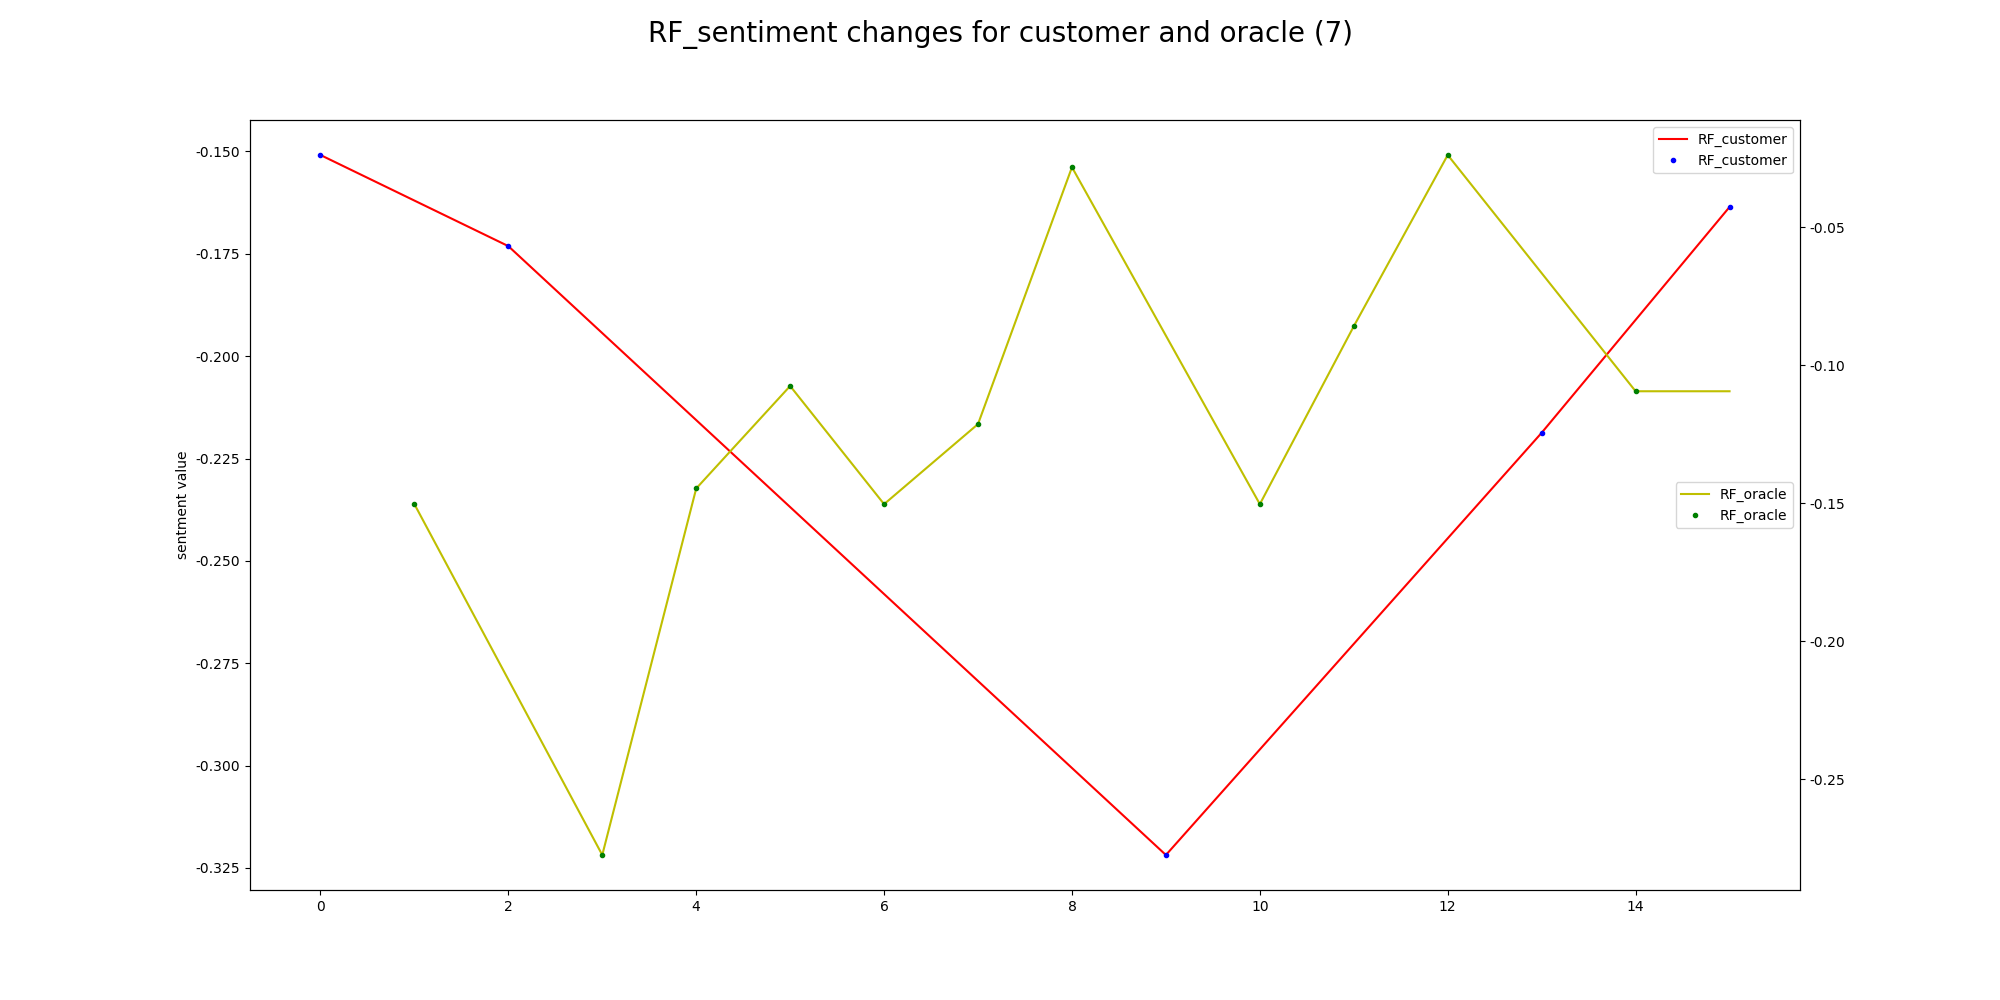 RF_sentiment changes for customer and oracle (7)
RF_customer
RF_customer
RF_oracle
RF_oracle
sentment value
-0.150
-0.175
-0.200
-0.225
-0.250
-0.275
-0.300
-0.325
-0.05
-0.10
-0.15
-0.20
-0.25
0 2 4 6 8 10 12 14